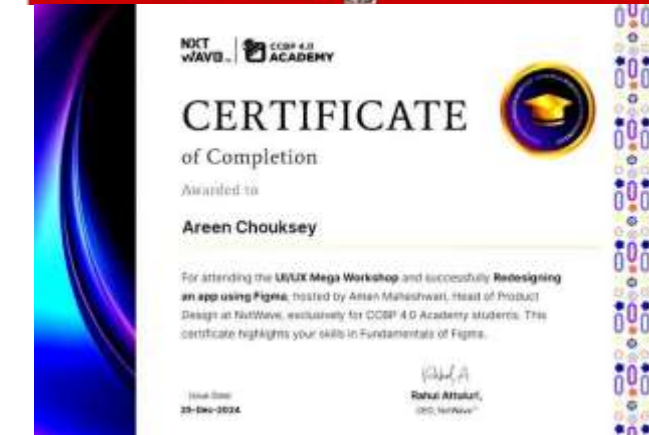 NXT WAVE
CCBP 4.0 ACADEMY
CERTIFICATE
of Completion
Awarded to
Areen Chouksey
For attending the UI/UX Mega Workshop and successfully Redesigning
an app using Figma, hosted by Aman Maheshwari, Head of Product
Design at NxtWave, exclusively for CCBP 4.0 Academy students. This
certificate highlights your skills in Fundamentals of Figma.
Issue Date:
25-Dec-2024
Rahul Attuluri,
CEO, NxtWave